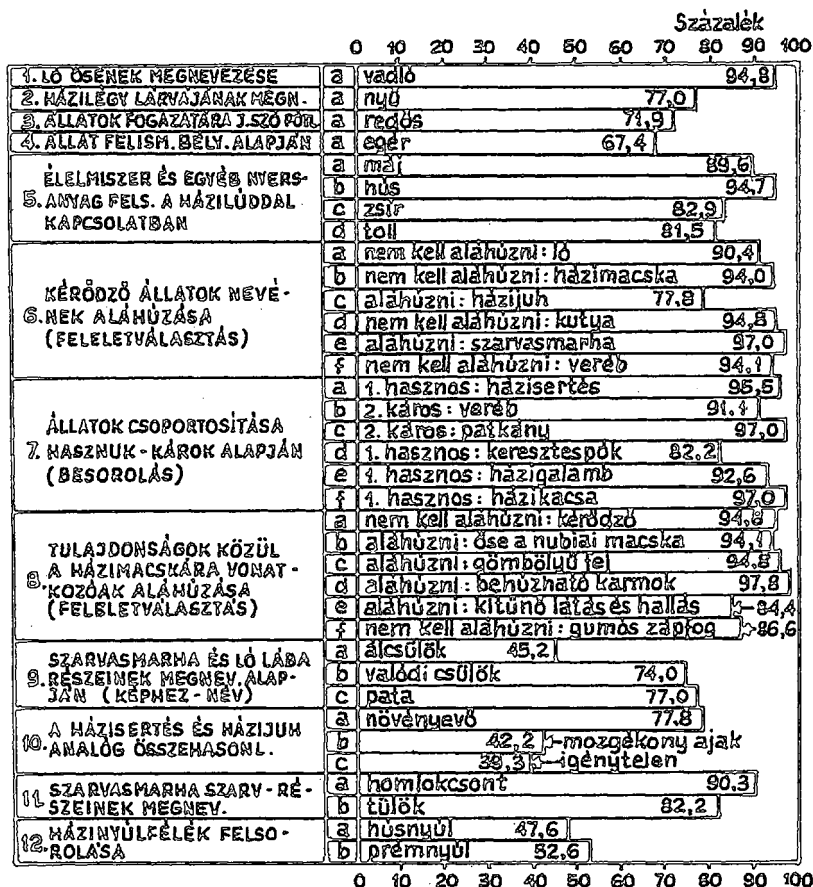 Százalék
0 10 20 30 40 50 60 70 80 90 100
1. LÓ ŐSÉNEK MEGNEVEZÉSE a vadló 94,8
2. HÁZILÉGY LÁRVÁJÁNAK MEGN. a nyű 77,0
3. ÁLLATOK FOGAZATÁRA J. SZÓ PÓTL. a redős 71,9
4. ÁLLAT FELISM. BÉLY. ALAPJÁN a egér 67,4
5. ÉLELMISZER ÉS EGYÉB NYERS-
ANYAG FELS. A HÁZILÚDDAL
KAPCSOLATBAN
a máj 89,6
b hús 94,7
c zsír 82,9
d toll 81,5
6. KÉRŐDZŐ ÁLLATOK NEVÉ-
NEK ALÁHÚZÁSA
(FELELETVÁLASZTÁS)
a nem kell aláhúzni: ló 90,4
b nem kell aláhúzni: házimacska 94,0
c aláhúzni: házijuh 77,8
d nem kell aláhúzni: kutya 94,8
e aláhúzni: szarvasmarha 97,0
f nem kell aláhúzni: veréb 94,1
7. ÁLLATOK CSOPORTOSÍTÁSA
HASZNUK-KÁROK ALAPJÁN
(BESOROLÁS)
a 1. hasznos: házisertés 95,5
b 2. káros: veréb 91,1
c 2. káros: patkány 97,0
d 1. hasznos: keresztespók 82,2
e 1. hasznos: házigalamb 92,6
f 1. hasznos: házikacsa 97,0
8. TULAJDONSÁGOK KÖZÜL
A HÁZIMACSKÁRA VONAT-
KOZÓAK ALÁHÚZÁSA
(FELELETVÁLASZTÁS)
a nem kell aláhúzni: kérődző 94,8
b aláhúzni: őse a nubiai macska 94,1
c aláhúzni: gömbölyű fej 94,8
d aláhúzni: behúzható karmok 97,8
e aláhúzni: kitűnő látás és hallás 84,4
f nem kell aláhúzni: gumós zápfog 86,6
9. SZARVASMARHA ÉS LÓ LÁBA
RÉSZEINEK MEGNEV. ALAP-
JÁN (KÉPHEZ-NÉV)
a álcsülök 45,2
b valódi csülök 74,0
c pata 77,0
10. A HÁZISERTÉS ÉS HÁZIJUH
ANALÓG ÖSSZEHASONL.
a növényevő 77,8
b 42,2 mozgékony ajak
c 39,3 igénytelen
11. SZARVASMARHA SZARV-RÉ-
SZEINEK MEGNEV.
a homlokcsont 90,3
b tülök 82,2
12. HÁZINYÚLFÉLÉK FELSO-
ROLÁSA
a húsnyúl 47,6
b prémnyúl 52,6
0 10 20 30 40 50 60 70 80 90 100